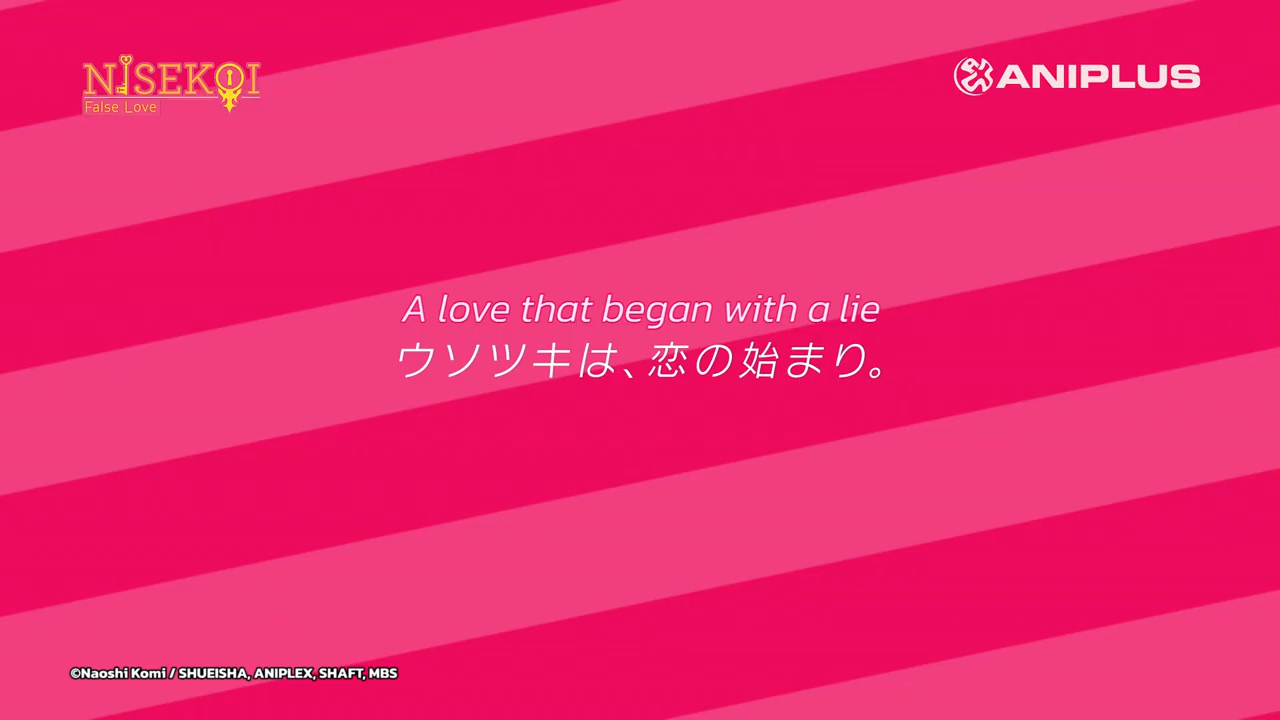 NISEKOI
False Love
ANIPLUS
A love that began with a lie
ウソツキは、恋の始まり。
©Naoshi Komi / SHUEISHA, ANIPLEX, SHAFT, MBS